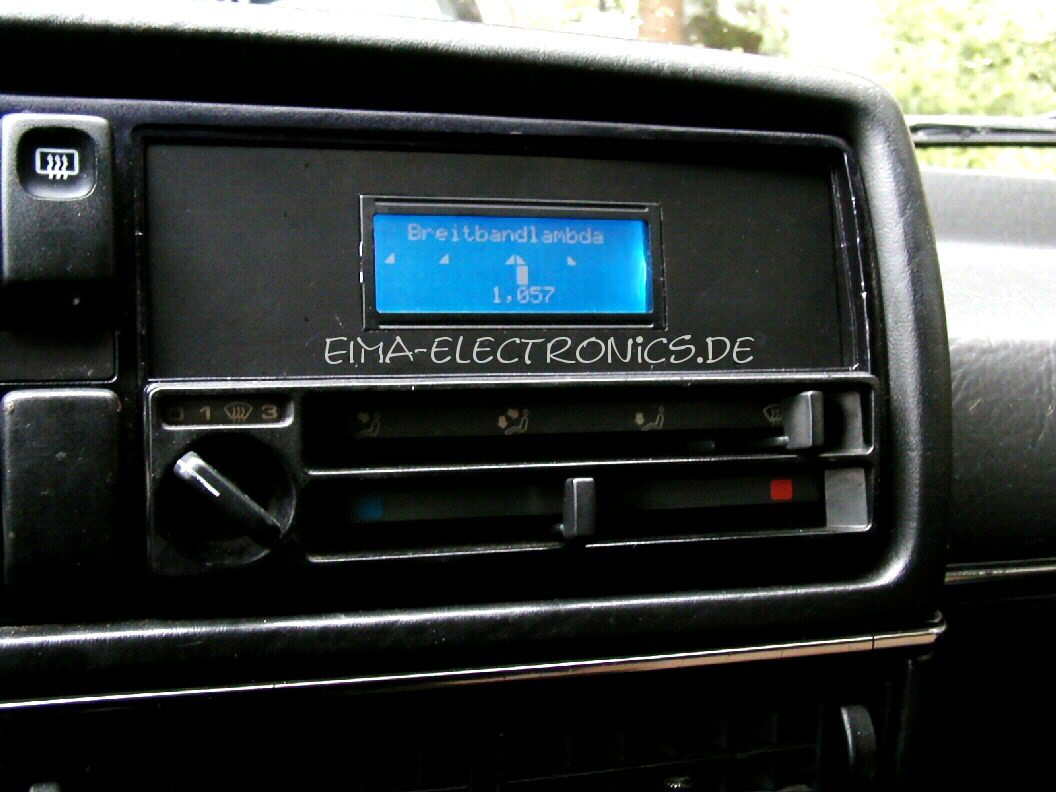 Breitbandlambda
1,057
EIMA-ELECTRONiCS.DE
0 1 3